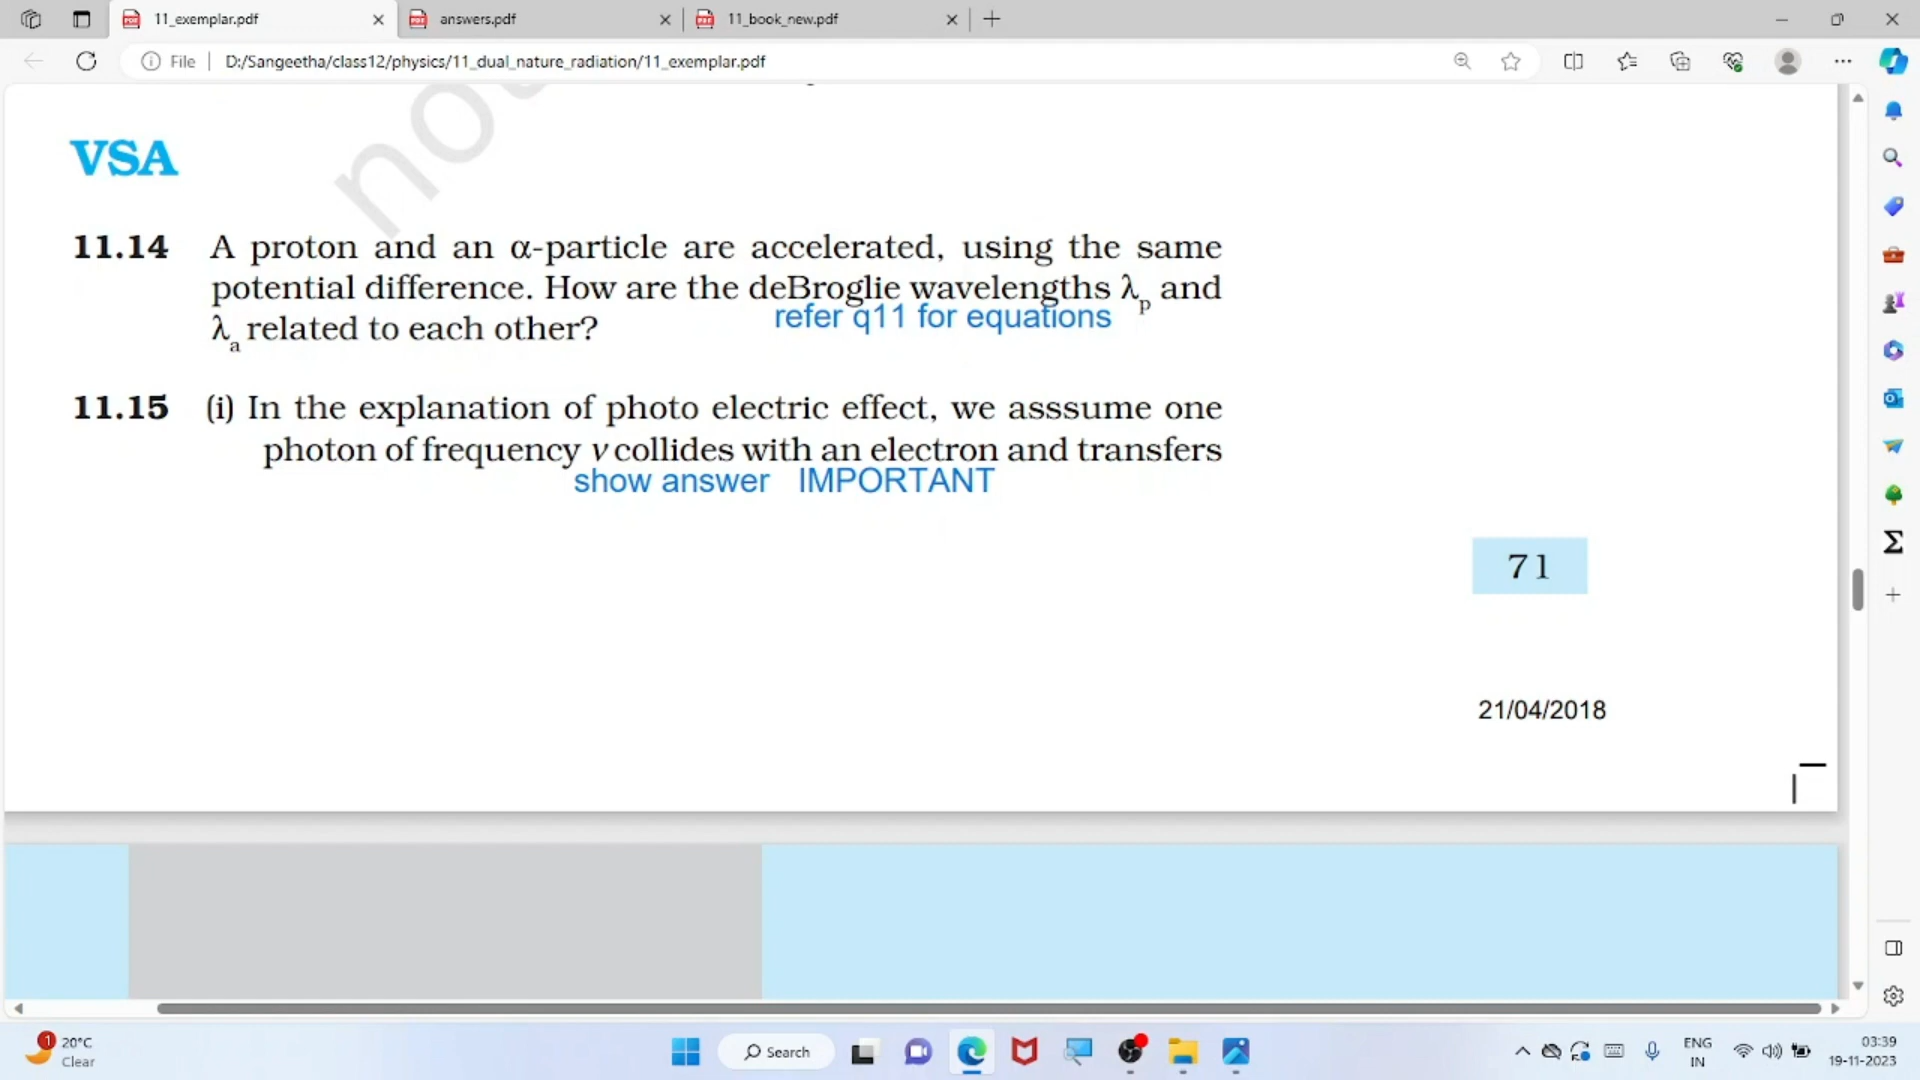 11_exemplar.pdf
answers.pdf
11_book_new.pdf
File
D:/Sangeetha/class12/physics/11_dual_nature_radiation/11_exemplar.pdf
no
VSA
11.14 A proton and an α-particle are accelerated, using the same
potential difference. How are the deBroglie wavelengths λp and
refer q11 for equations
λa related to each other?
11.15 (i) In the explanation of photo electric effect, we asssume one
photon of frequency ν collides with an electron and transfers
show answer IMPORTANT
71
21/04/2018
1
20°C
Clear
Search
ENG
IN
03:39
19-11-2023